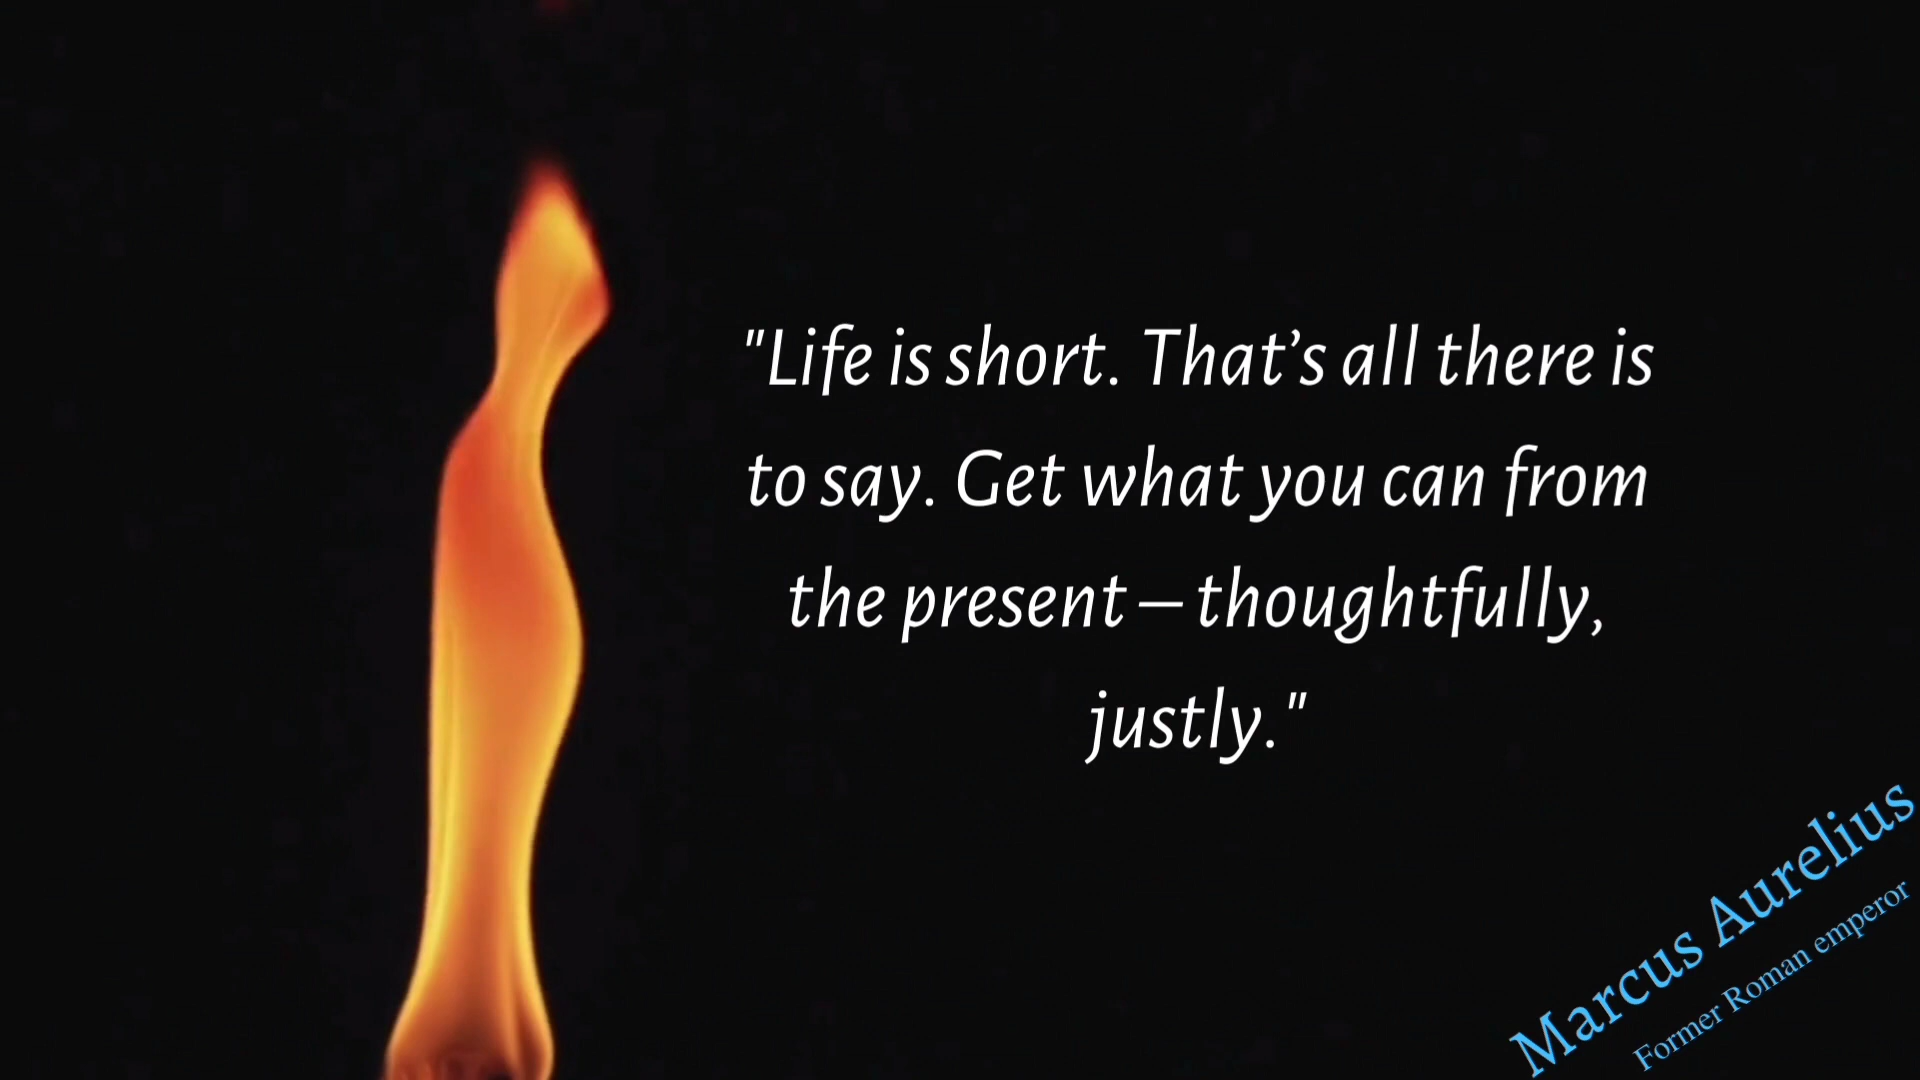 "Life is short. That’s all there is
to say. Get what you can from
the present—thoughtfully,
justly."
Marcus Aurelius
Former Roman emperor